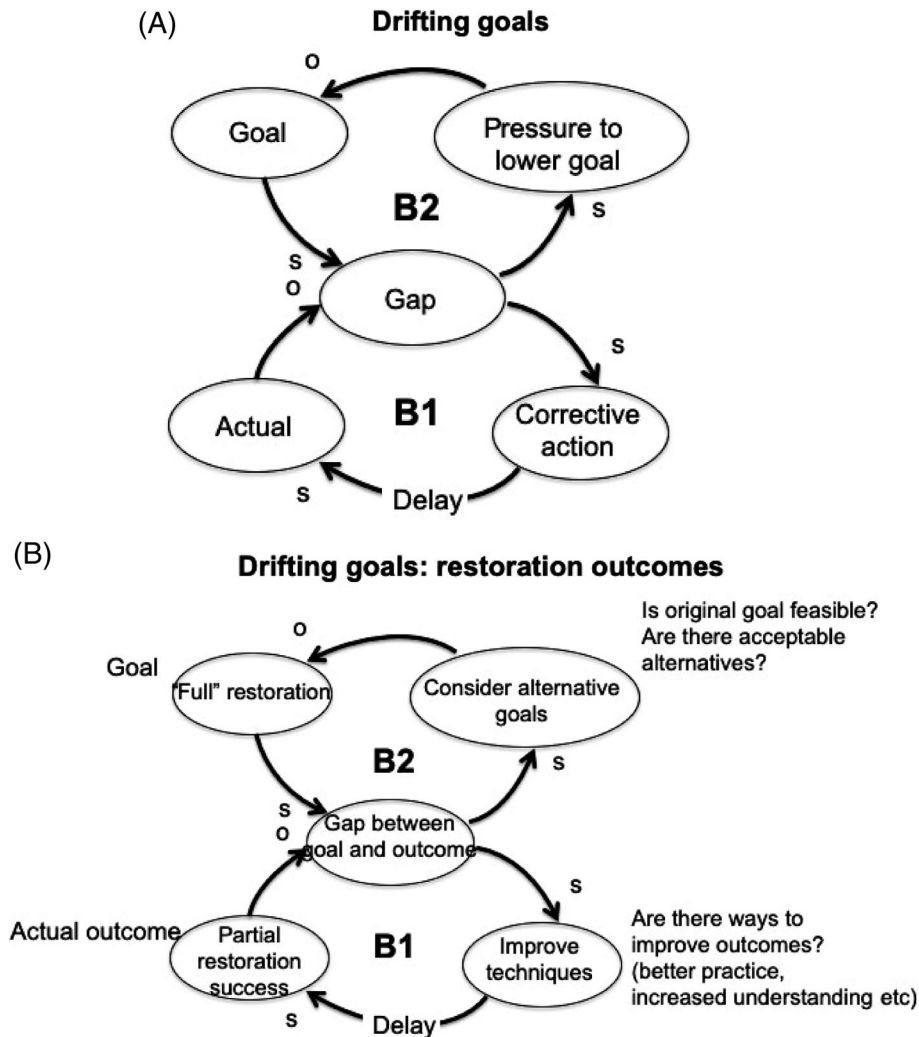 (A)
Drifting goals
o
Goal
Pressure to
lower goal
s
B2
s
o
Gap
s
Actual
B1
Corrective
action
s
Delay
(B)
Drifting goals: restoration outcomes
Is original goal feasible?
Are there acceptable
alternatives?
o
Goal
"Full" restoration
Consider alternative
goals
B2
s
s
o
Gap between
goal and outcome
s
Actual outcome
Partial
restoration
success
B1
Improve
techniques
Are there ways to
improve outcomes?
(better practice,
increased understanding etc)
s
Delay